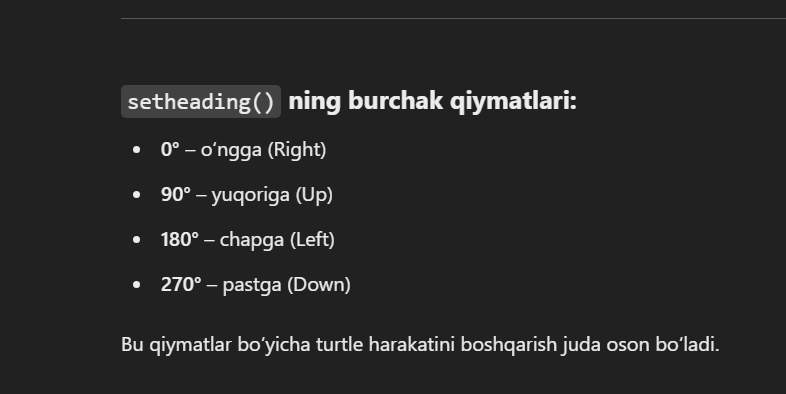 setheading() ning burchak qiymatlari:
• 0° – o‘ngga (Right)
• 90° – yuqoriga (Up)
• 180° – chapga (Left)
• 270° – pastga (Down)
Bu qiymatlar bo‘yicha turtle harakatini boshqarish juda oson bo‘ladi.